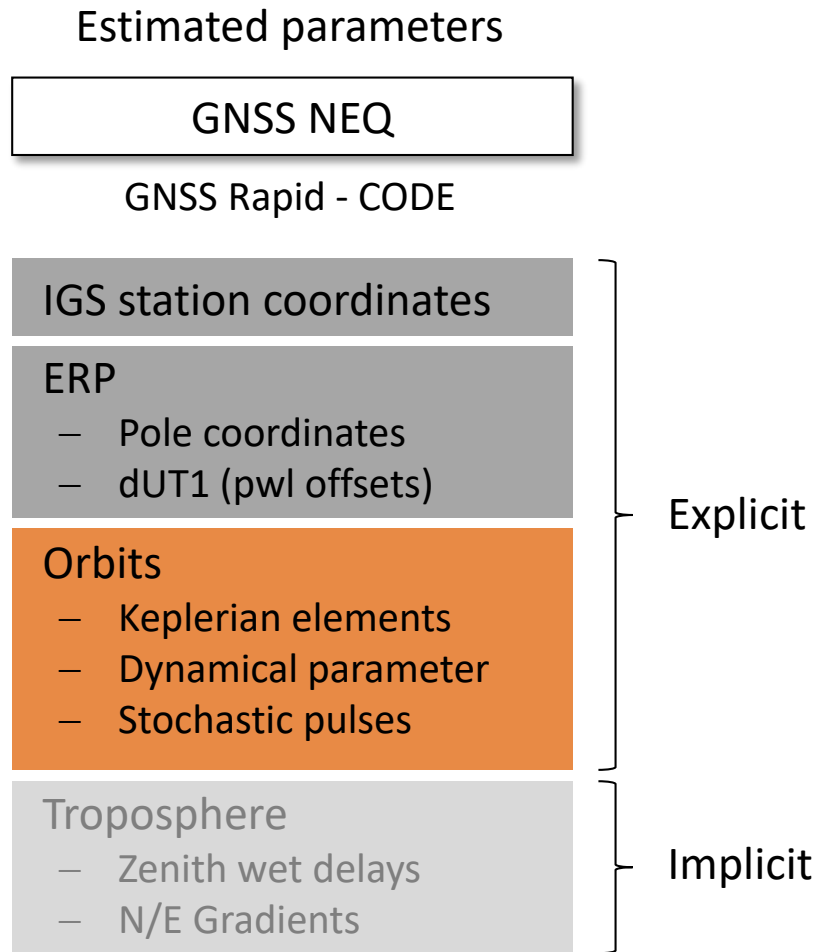 Estimated parameters
GNSS NEQ
GNSS Rapid - CODE
IGS station coordinates
ERP
– Pole coordinates
– dUT1 (pwl offsets)
Orbits
– Keplerian elements
– Dynamical parameter
– Stochastic pulses
Explicit
Troposphere
– Zenith wet delays
– N/E Gradients
Implicit